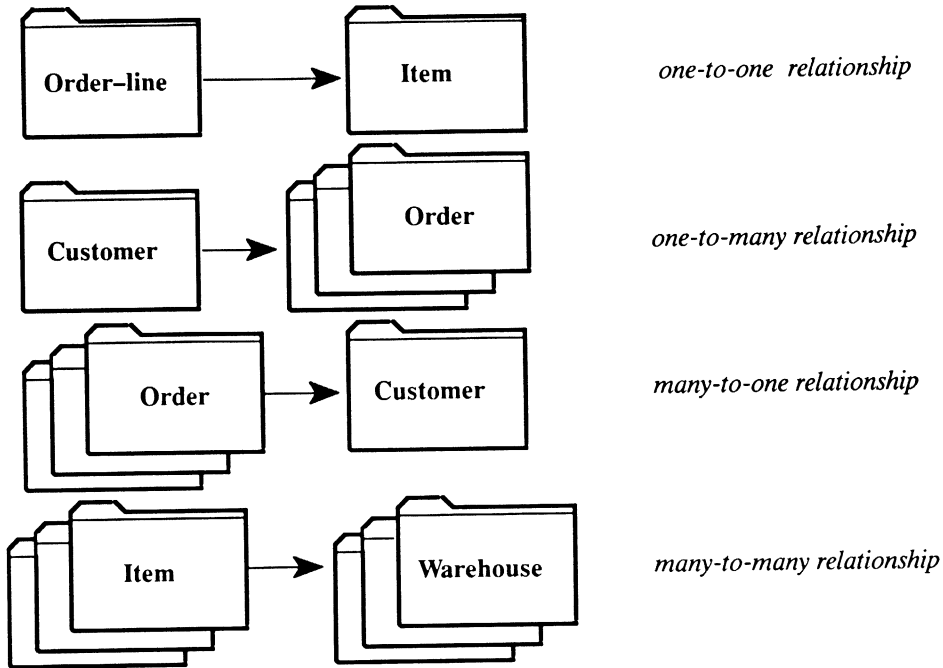 Order–line
Item
one-to-one relationship
Customer
Order
one-to-many relationship
Order
Customer
many-to-one relationship
Item
Warehouse
many-to-many relationship